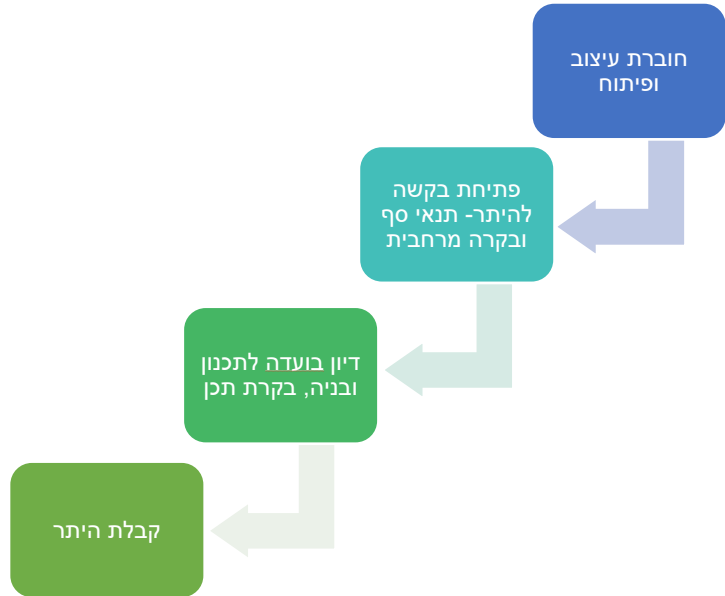 חוברת עיצוב
ופיתוח
פתיחת בקשה
להיתר- תנאי סף
ובקרה מרחבית
דיון בועדה לתכנון
ובניה, בקרת תכן
קבלת היתר